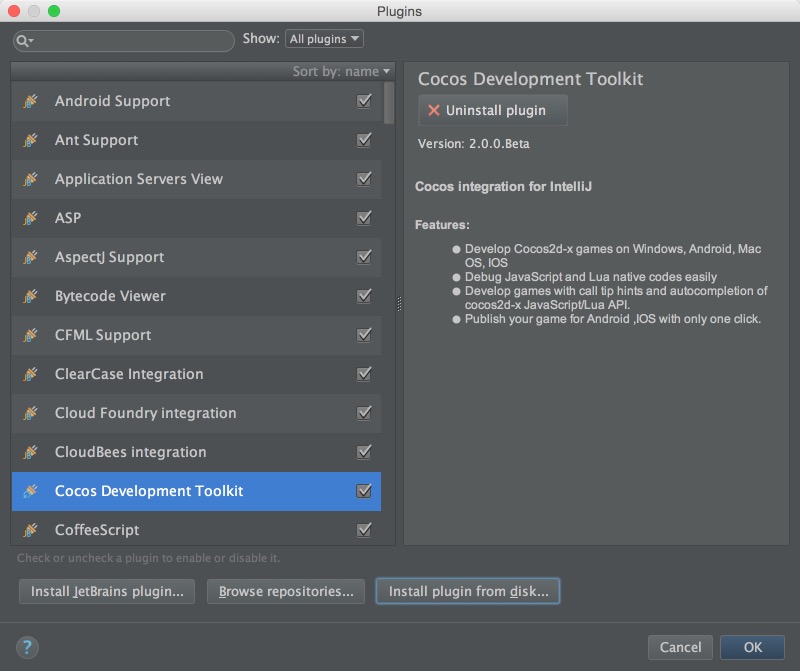 Plugins
Show: All plugins
Sort by: name
Android Support
Ant Support
Application Servers View
ASP
AspectJ Support
Bytecode Viewer
CFML Support
ClearCase Integration
Cloud Foundry integration
CloudBees integration
Cocos Development Toolkit
CoffeeScript
Check or uncheck a plugin to enable or disable it.
Install JetBrains plugin... Browse repositories... Install plugin from disk...
Cocos Development Toolkit
Uninstall plugin
Version: 2.0.0.Beta
Cocos integration for IntelliJ
Features:
Develop Cocos2d-x games on Windows, Android, Mac
OS, IOS
Debug JavaScript and Lua native codes easily
Develop games with call tip hints and autocompletion of
cocos2d-x JavaScript/Lua API.
Publish your game for Android ,IOS with only one click.
? Cancel OK